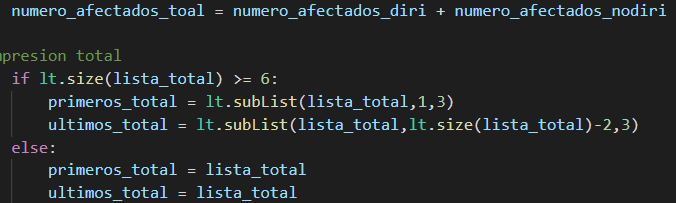 numero_afectados_toal = numero_afectados_diri + numero_afectados_nodiri
mpresion total
if lt.size(lista_total) >= 6:
primeros_total = lt.subList(lista_total,1,3)
ultimos_total = lt.subList(lista_total,lt.size(lista_total)-2,3)
else:
primeros_total = lista_total
ultimos_total = lista_total